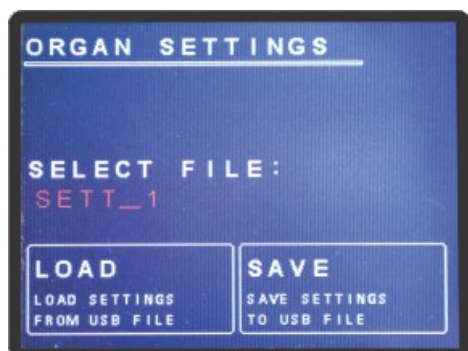 ORGAN SETTINGS
SELECT FILE:
SETT_1
LOAD
LOAD SETTINGS
FROM USB FILE
SAVE
SAVE SETTINGS
TO USB FILE